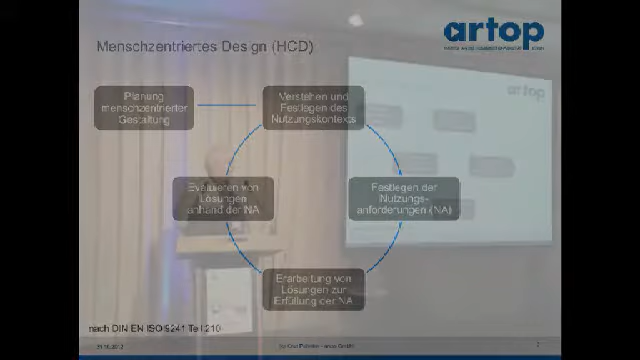 Menschzentriertes Design (HCD)
artop
Planung
menschzentrierter
Gestaltung
Verstehen und
Festlegen des
Nutzungskontexts
artop
Evaluieren von
Lösungen
anhand der NA
Festlegen der
Nutzungs-
anforderungen (NA)
Erarbeitung von
Lösungen zur
Erfüllung der NA
nach DIN EN ISO 9241 Teil 210